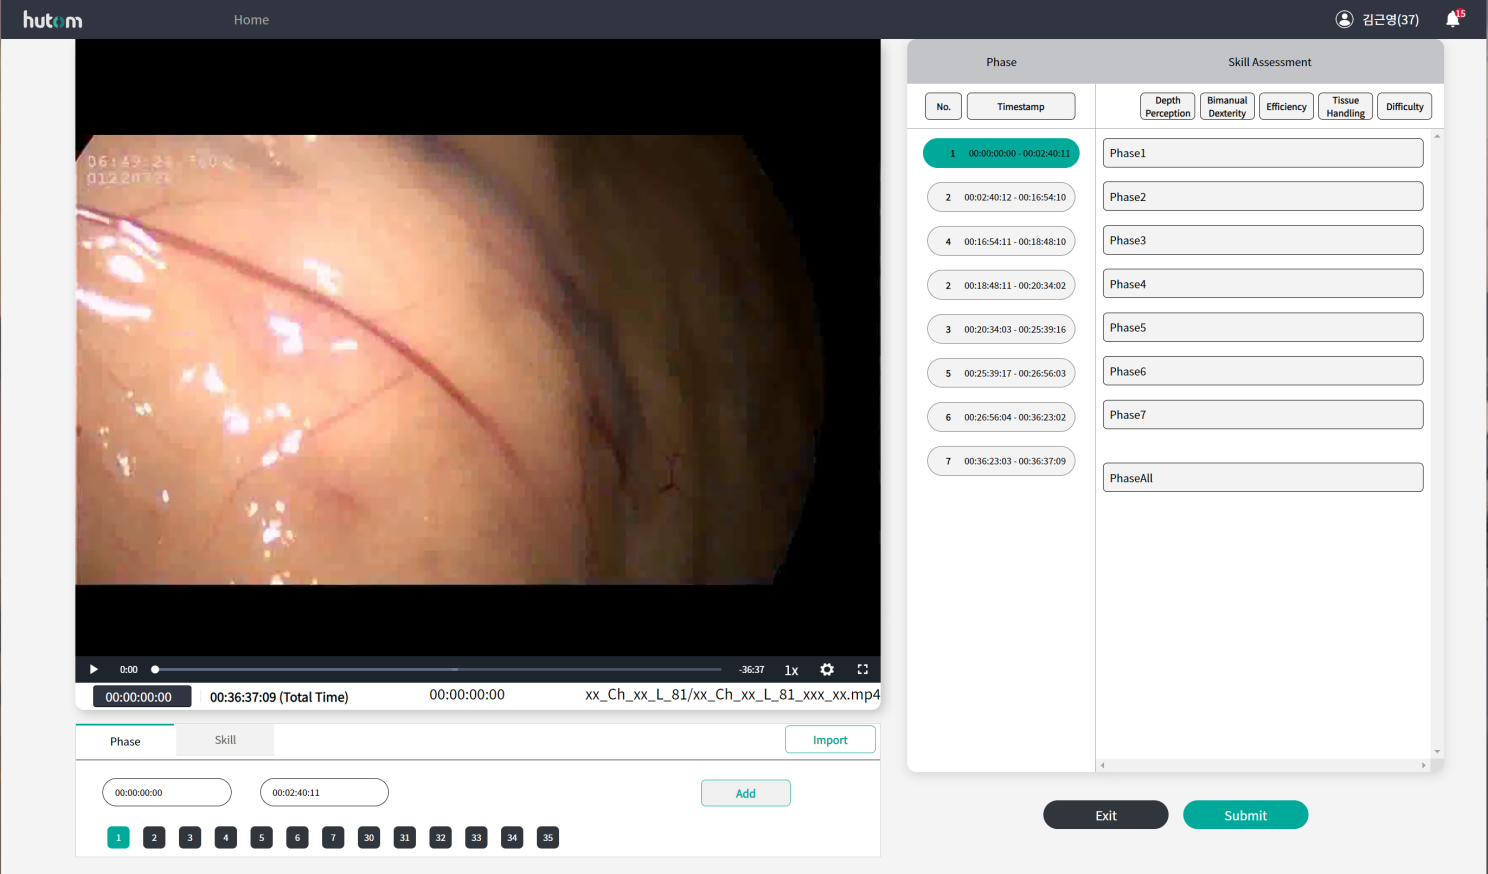 hutom
Home
김근영(37)
15
06:49:24
0122072
0:00
-36:37
1x
00:00:00:00
00:36:37:09 (Total Time)
00:00:00:00
xx_Ch_xx_L_81/xx_Ch_xx_L_81_xxx_xx.mp4
Phase
Skill
Import
00:00:00:00
00:02:40:11
Add
1 2 3 4 5 6 7 30 31 32 33 34 35
Phase
Skill Assessment
No.
Timestamp
Depth
Perception
Bimanual
Dexterity
Efficiency
Tissue
Handling
Difficulty
1 00:00:00:00 - 00:02:40:11
2 00:02:40:12 - 00:16:54:10
4 00:16:54:11 - 00:18:48:10
2 00:18:48:11 - 00:20:34:02
3 00:20:34:03 - 00:25:39:16
5 00:25:39:17 - 00:26:56:03
6 00:26:56:04 - 00:36:23:02
7 00:36:23:03 - 00:36:37:09
Phase1
Phase2
Phase3
Phase4
Phase5
Phase6
Phase7
PhaseAll
Exit
Submit